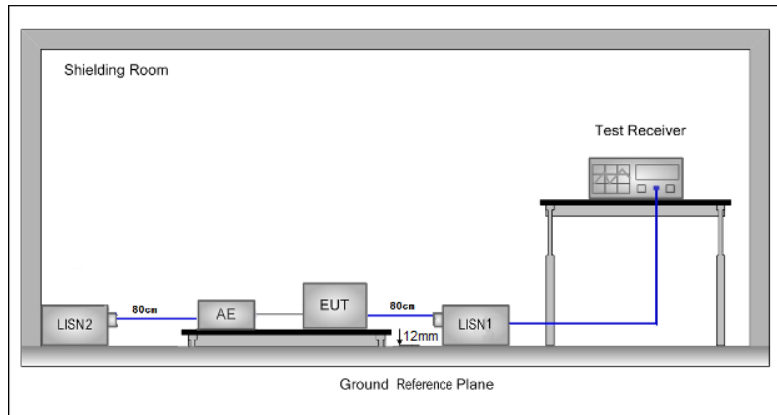 Shielding Room
Test Receiver
80cm
AE
EUT
80cm
LISN2
LISN1
12mm
Ground Reference Plane